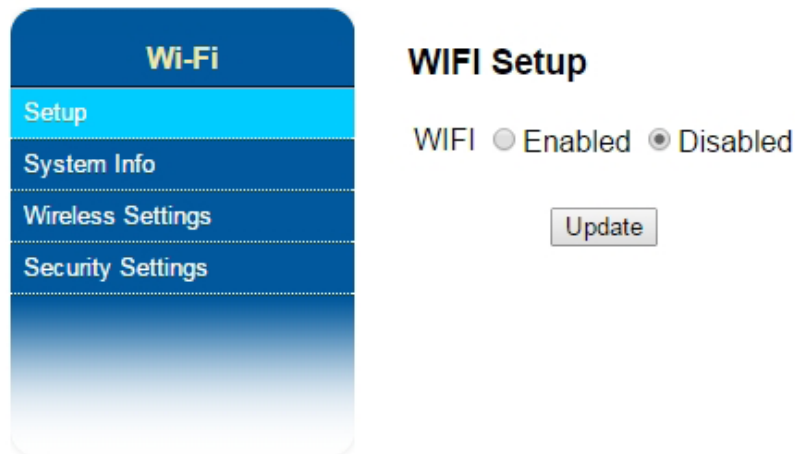 Wi-Fi
Setup
System Info
Wireless Settings
Security Settings
WIFI Setup
WIFI Enabled Disabled
Update